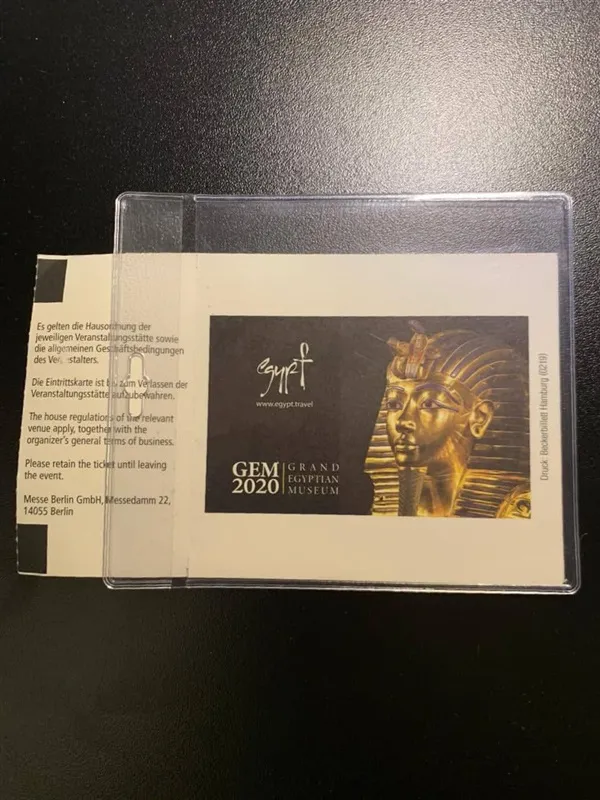 Es gelten die Hausordnung der
jeweiligen Veranstaltungsstätte sowie
die allgemeinen Geschäftsbedingungen
des Veranstalters.
Die Eintrittskarte ist bis zum Verlassen der
Veranstaltungsstätte aufzubewahren.
The house regulations of the relevant
venue apply, together with the
organizer's general terms of business.
Please retain the ticket until leaving
the event.
Messe Berlin GmbH, Messedamm 22,
14055 Berlin
egypt
www.egypt.travel
GEM
2020
GRAND
EGYPTIAN
MUSEUM
Druck: Beckerbillett Hamburg (0219)